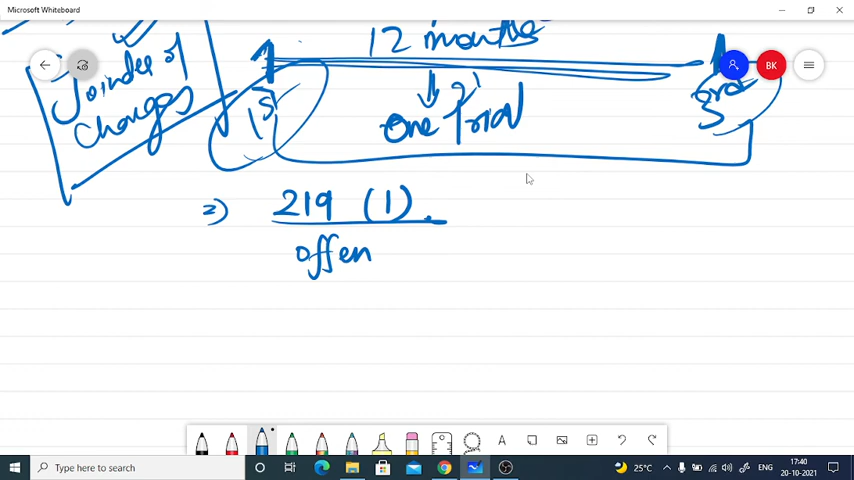 Microsoft Whiteboard
12 months
Joinder of
charges
1st
3rd
One Trial
BK
2) 219 (1).
offen
Type here to search
25°C
ENG
17:40
20-10-2021